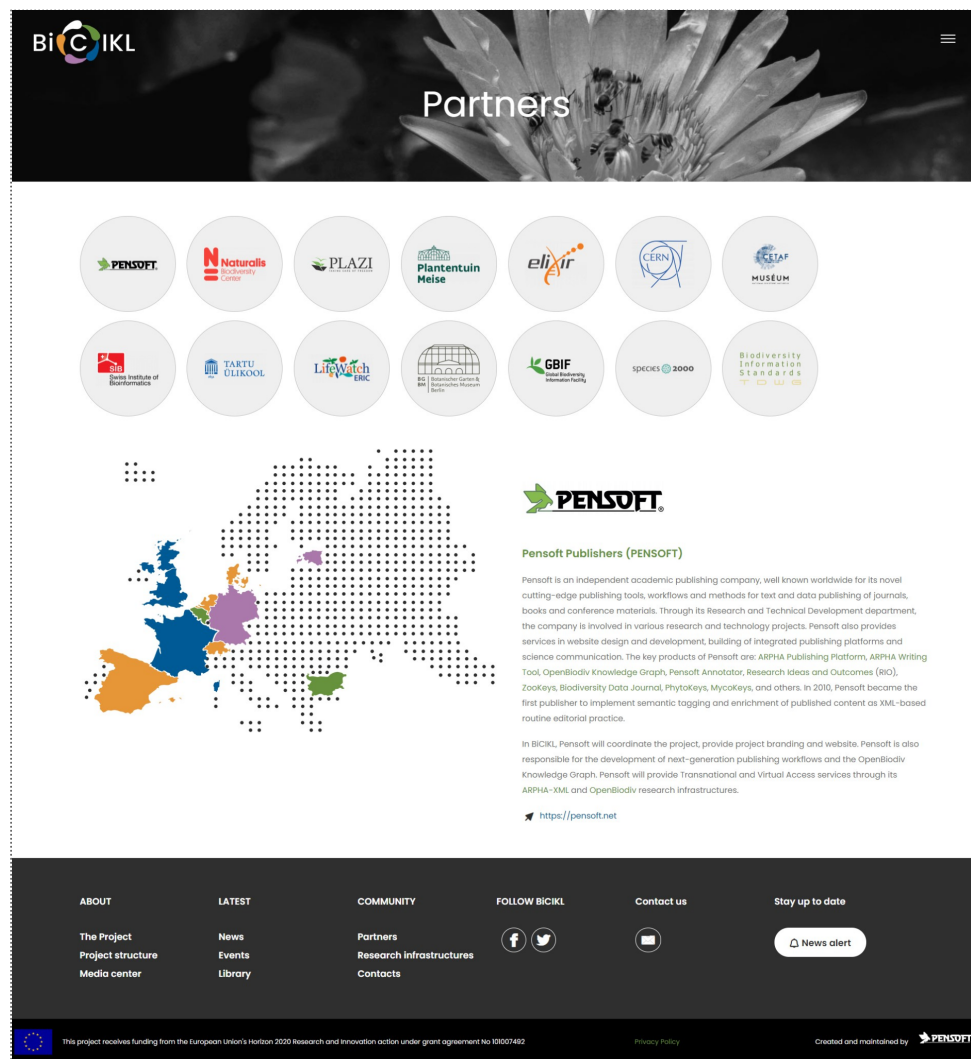 BiCIKL
Partners
PENSOFT.
Naturalis
Biodiversity
Center
PLAZI
Plantentuin
Meise
elixir
CERN
CETAF
MUSÉUM
SIB
Swiss Institute of
Bioinformatics
TARTU
ÜLIKOOL
LifeWatch
ERIC
BG Botanischer Garten &
BM Botanisches Museum
Berlin
GBIF
Global Biodiversity
Information Facility
SPECIES 2000
Biodiversity
Information
Standards
TDWG
PENSOFT®
Pensoft Publishers (PENSOFT)
Pensoft is an independent academic publishing company, well known worldwide for its novel
cutting-edge publishing tools, workflows and methods for text and data publishing of journals,
books and conference materials. Through its Research and Technical Development department,
the company is involved in various research and technology projects. Pensoft also provides
services in website design and development, building of integrated publishing platforms and
science communication. The key products of Pensoft are: ARPHA Publishing Platform, ARPHA Writing
Tool, OpenBiodiv Knowledge Graph, Pensoft Annotator, Research Ideas and Outcomes (RIO),
ZooKeys, Biodiversity Data Journal, PhytoKeys, MycoKeys, and others. In 2010, Pensoft became the
first publisher to implement semantic tagging and enrichment of published content as XML-based
routine editorial practice.
In BiCIKL, Pensoft will coordinate the project, provide project branding and website. Pensoft is also
responsible for the development of next-generation publishing workflows and the OpenBiodiv
Knowledge Graph. Pensoft will provide Transnational and Virtual Access services through its
ARPHA-XML and OpenBiodiv research infrastructures.
https://pensoft.net
ABOUT LATEST COMMUNITY FOLLOW BiCIKL Contact us Stay up to date
The Project News Partners News alert
Project structure Events Research infrastructures
Media center Library Contacts
This project receives funding from the European Union's Horizon 2020 Research and Innovation action under grant agreement No 101007492 Privacy Policy Created and maintained by PENSOFT